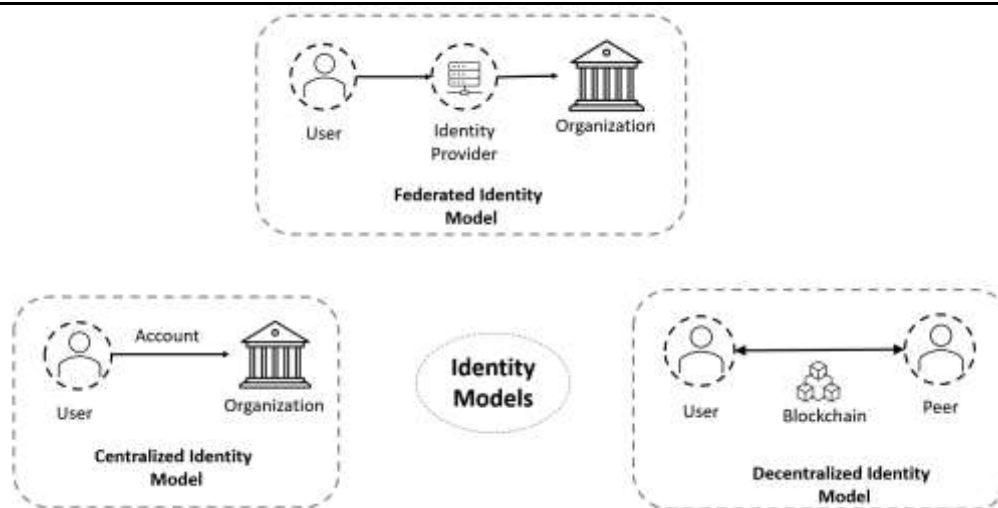 User
Identity
Provider
Organization
Federated Identity
Model
Account
User
Organization
Centralized Identity
Model
Identity
Models
User
Blockchain
Peer
Decentralized Identity
Model